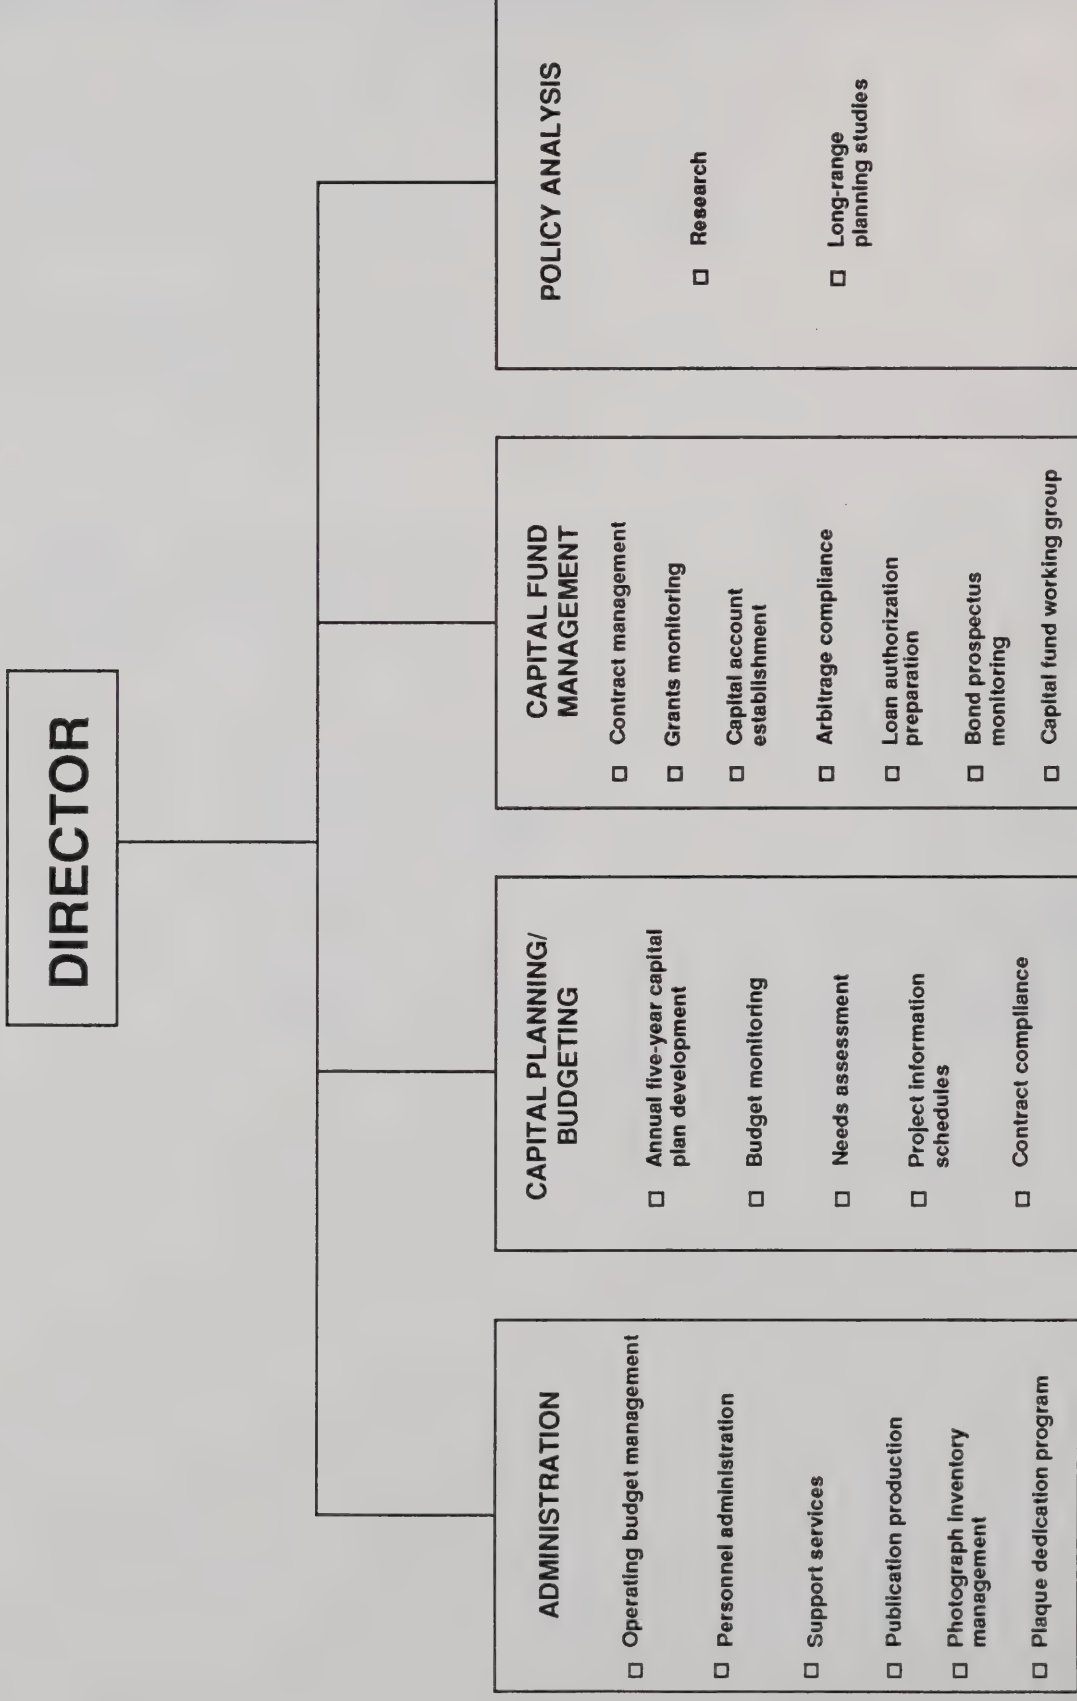 DIRECTOR
ADMINISTRATION
□ Operating budget management
□ Personnel administration
□ Support services
□ Publication production
□ Photograph inventory
management
□ Plaque dedication program
CAPITAL PLANNING/
BUDGETING
□ Annual five-year capital
plan development
□ Budget monitoring
□ Needs assessment
□ Project information
schedules
□ Contract compliance
CAPITAL FUND
MANAGEMENT
□ Contract management
□ Grants monitoring
□ Capital account
establishment
□ Arbitrage compliance
□ Loan authorization
preparation
□ Bond prospectus
monitoring
□ Capital fund working group
POLICY ANALYSIS
□ Research
□ Long-range
planning studies